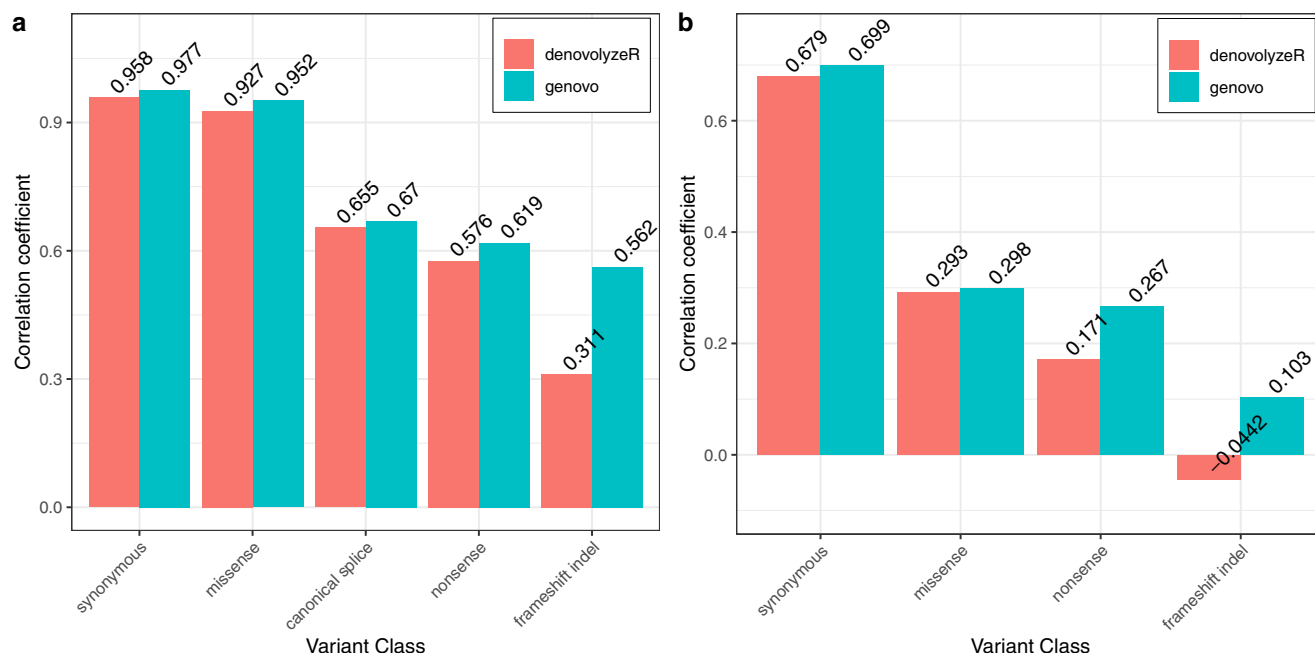 a
denovolyzeR
genovo
0.958
0.977
0.927
0.952
0.655
0.67
0.576
0.619
0.311
0.562
Correlation coefficient
0.9
0.6
0.3
0.0
synonymous
missense
canonical splice
nonsense
frameshift indel
Variant Class
b
denovolyzeR
genovo
0.679
0.699
0.293
0.298
0.171
0.267
−0.0442
0.103
Correlation coefficient
0.6
0.4
0.2
0.0
synonymous
missense
nonsense
frameshift indel
Variant Class